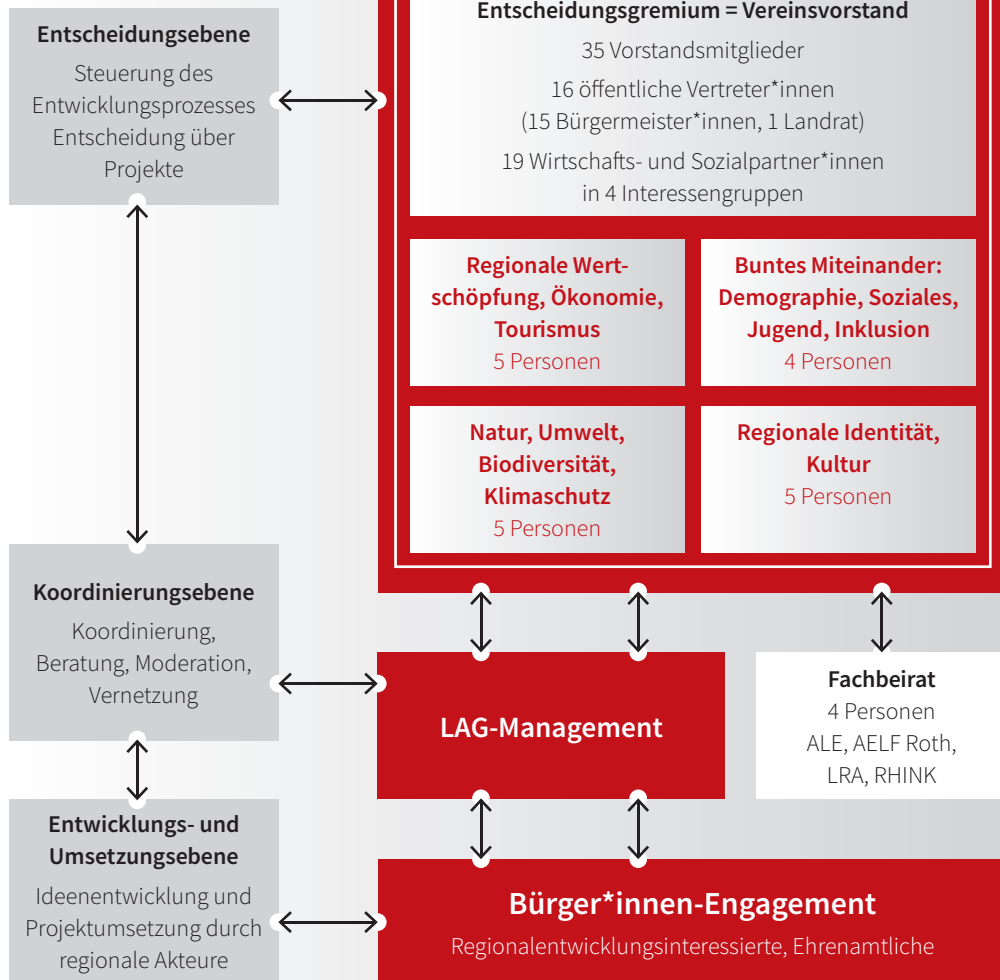 Entscheidungsebene
Steuerung des
Entwicklungsprozesses
Entscheidung über
Projekte
Entscheidungsgremium = Vereinsvorstand
35 Vorstandsmitglieder
16 öffentliche Vertreter*innen
(15 Bürgermeister*innen, 1 Landrat)
19 Wirtschafts- und Sozialpartner*innen
in 4 Interessengruppen
Regionale Wert-
schöpfung, Ökonomie,
Tourismus
5 Personen
Buntes Miteinander:
Demographie, Soziales,
Jugend, Inklusion
4 Personen
Natur, Umwelt,
Biodiversität,
Klimaschutz
5 Personen
Regionale Identität,
Kultur
5 Personen
Koordinierungsebene
Koordinierung,
Beratung, Moderation,
Vernetzung
LAG-Management
Fachbeirat
4 Personen
ALE, AELF Roth,
LRA, RHINK
Entwicklungs- und
Umsetzungsebene
Ideenentwicklung und
Projektumsetzung durch
regionale Akteure
Bürger*innen-Engagement
Regionalentwicklungsinteressierte, Ehrenamtliche